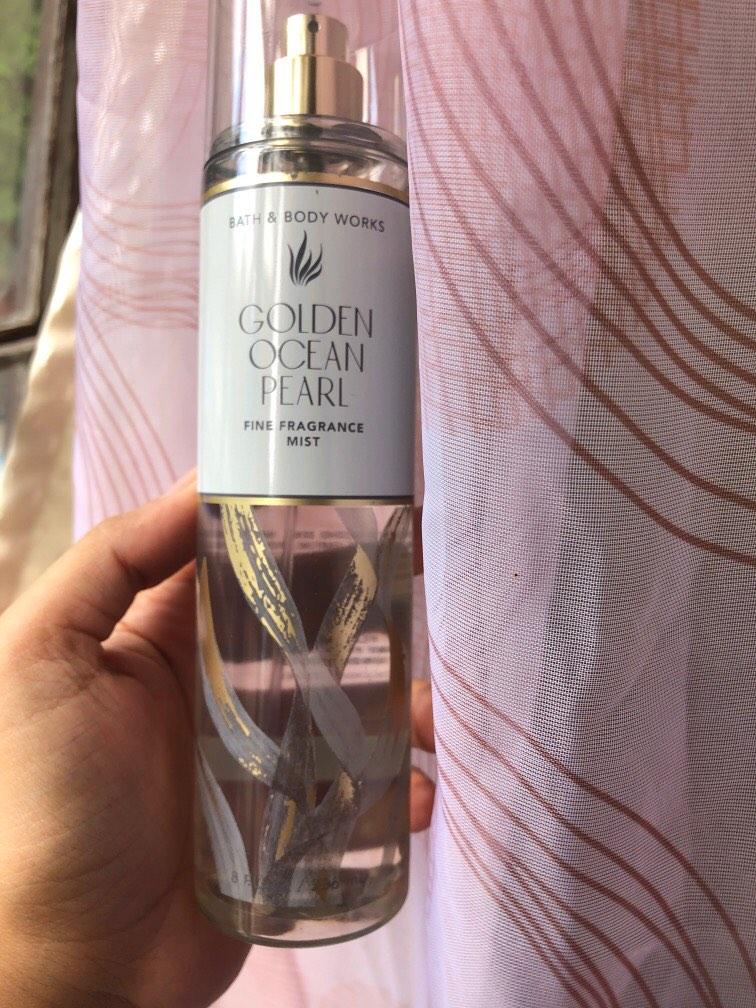 BATH & BODY WORKS
GOLDEN
OCEAN
PEARL
FINE FRAGRANCE
MIST